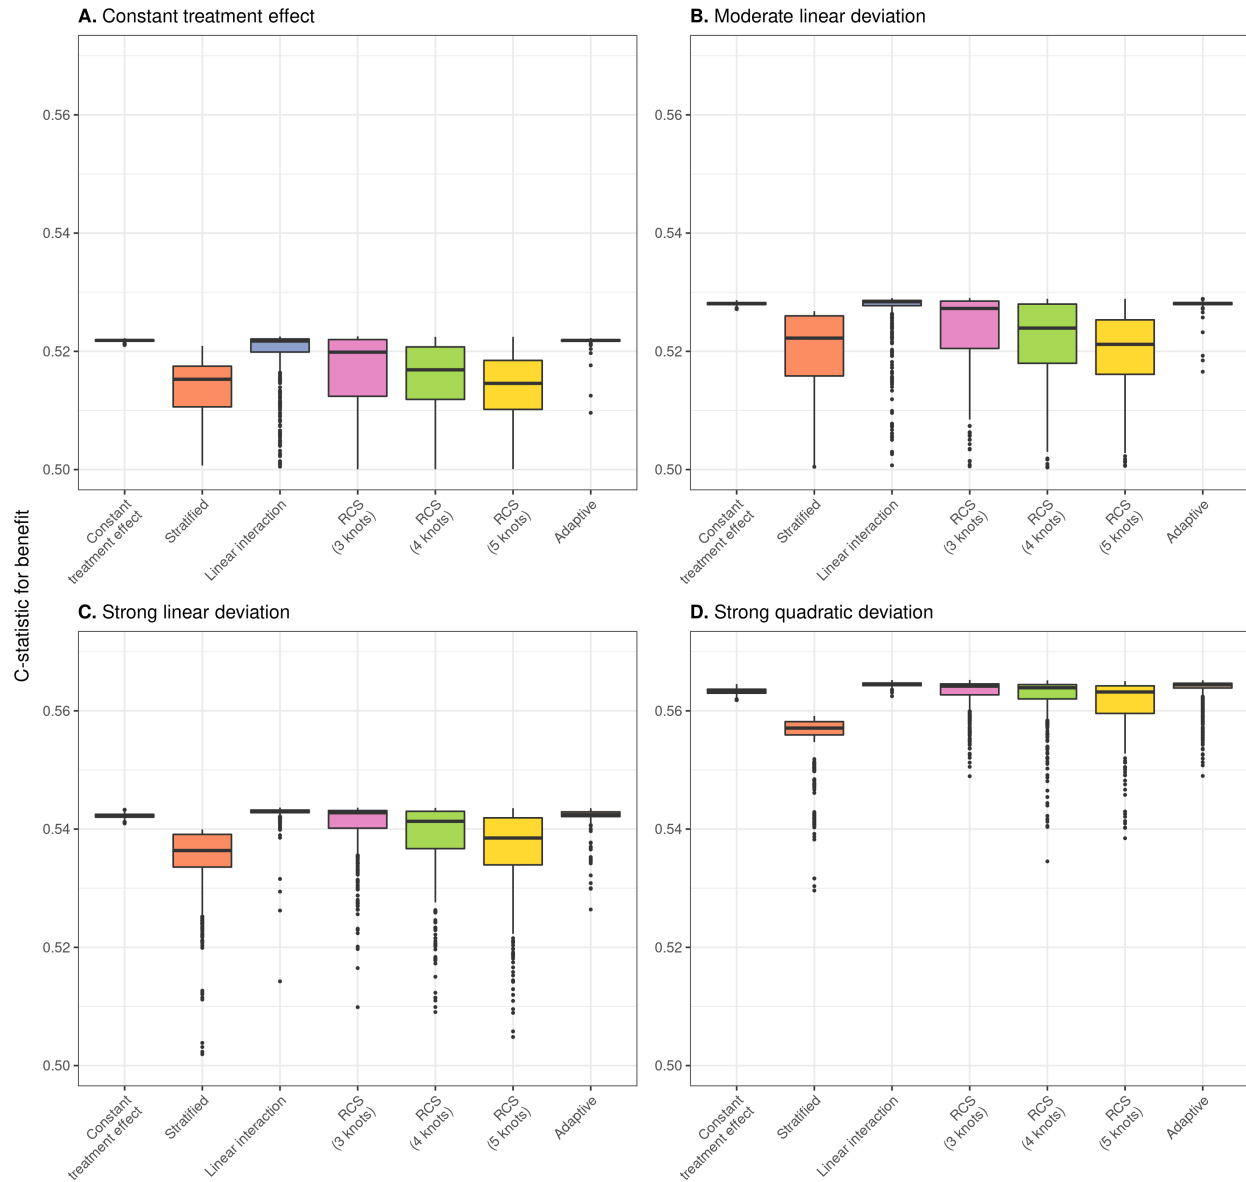 A. Constant treatment effect
0.56
0.54
0.52
0.50
Constant
treatment effect
Stratified
Linear interaction
RCS
(3 knots)
RCS
(4 knots)
RCS
(5 knots)
Adaptive
B. Moderate linear deviation
0.56
0.54
0.52
0.50
Constant
treatment effect
Stratified
Linear interaction
RCS
(3 knots)
RCS
(4 knots)
RCS
(5 knots)
Adaptive
C-statistic for benefit
C. Strong linear deviation
0.56
0.54
0.52
0.50
Constant
treatment effect
Stratified
Linear interaction
RCS
(3 knots)
RCS
(4 knots)
RCS
(5 knots)
Adaptive
D. Strong quadratic deviation
0.56
0.54
0.52
0.50
Constant
treatment effect
Stratified
Linear interaction
RCS
(3 knots)
RCS
(4 knots)
RCS
(5 knots)
Adaptive